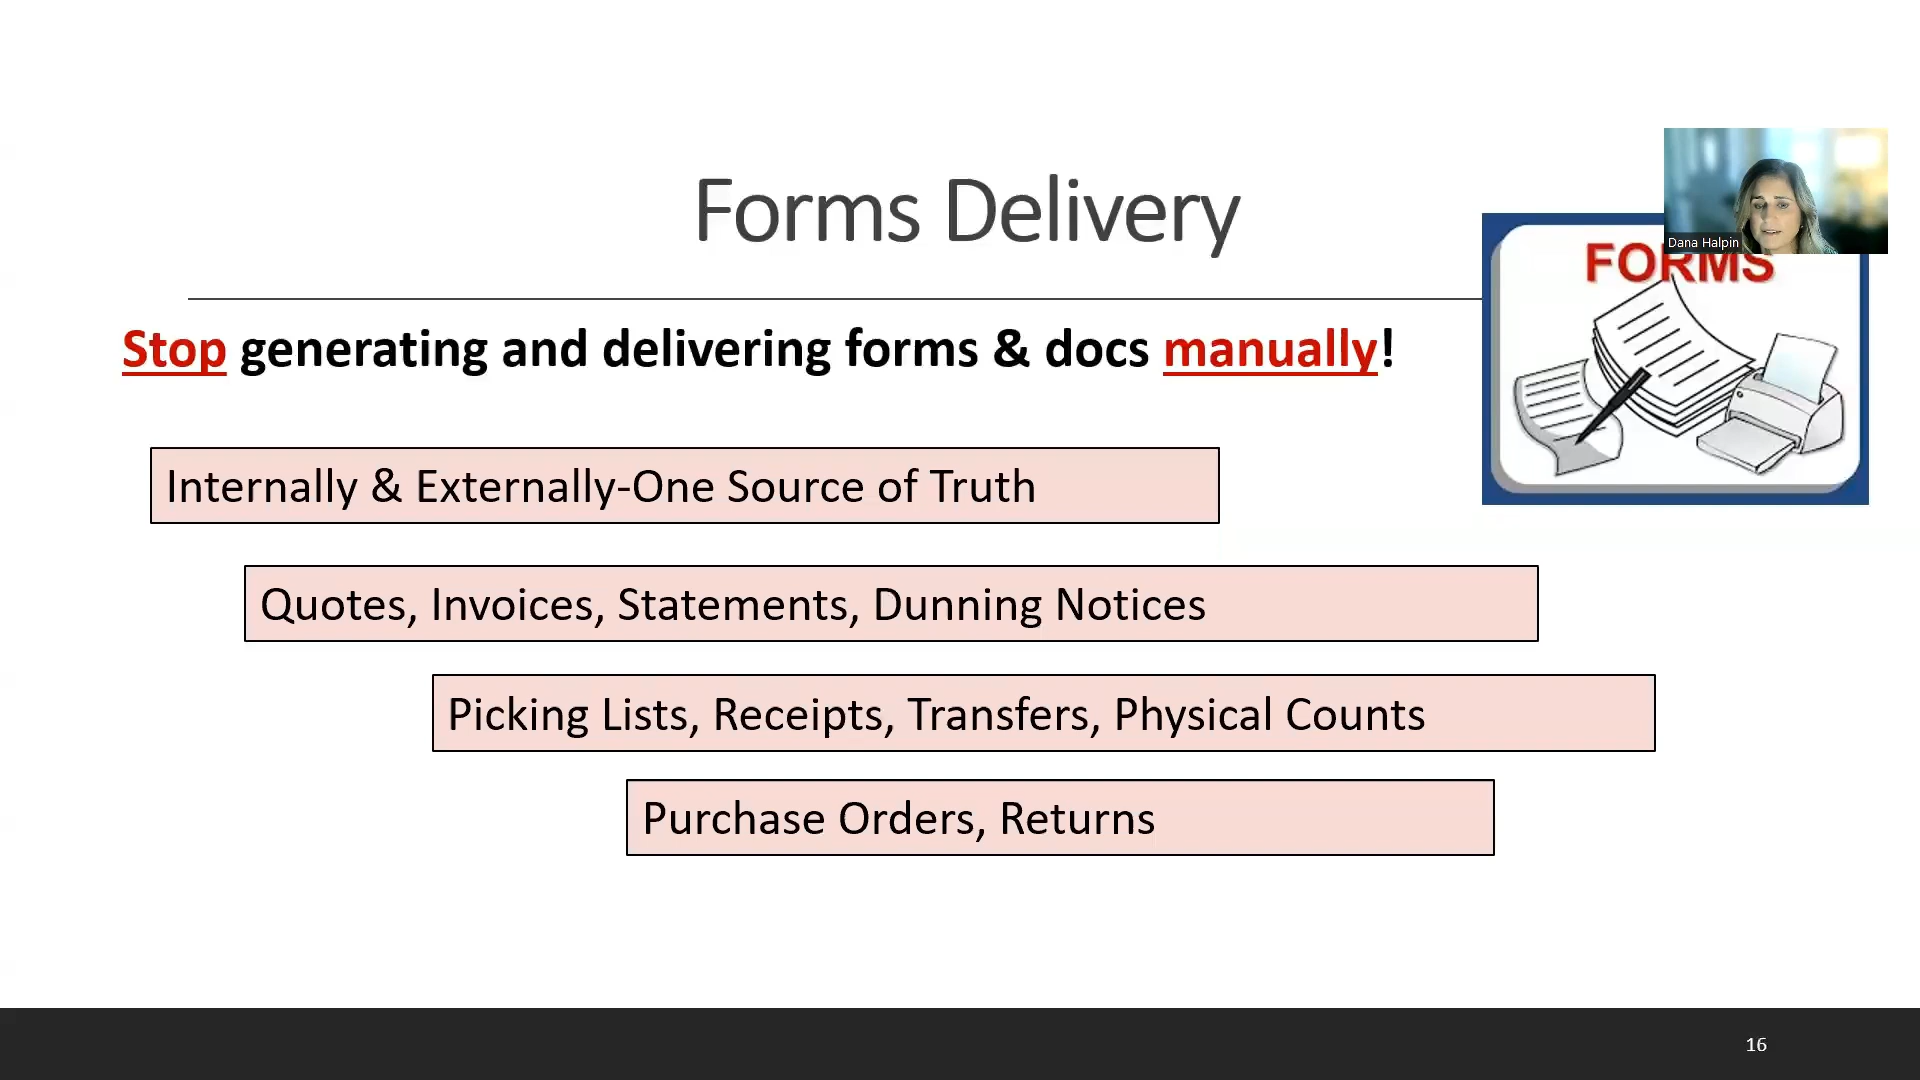 Forms Delivery
Dana Halpin
FORMS
Stop generating and delivering forms & docs manually!
Internally & Externally-One Source of Truth
Quotes, Invoices, Statements, Dunning Notices
Picking Lists, Receipts, Transfers, Physical Counts
Purchase Orders, Returns
16